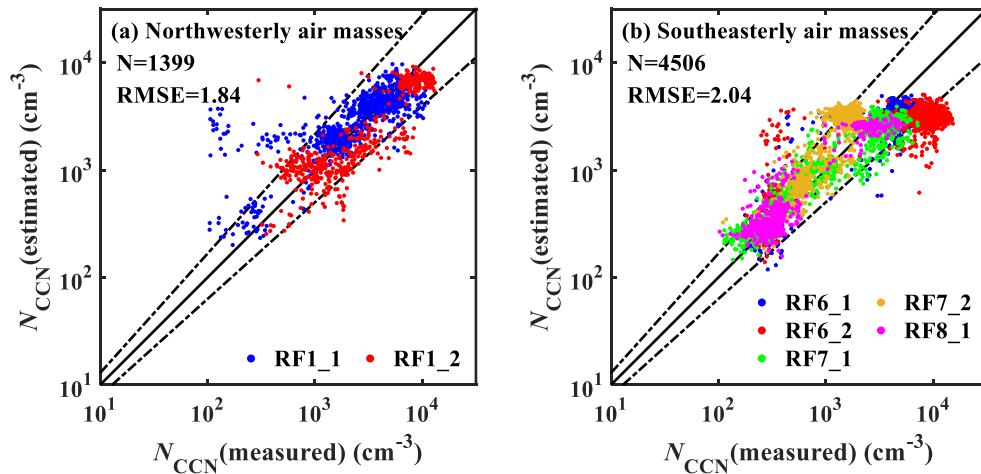 (a) Northwesterly air masses
N=1399
RMSE=1.84
10^4
10^3
10^2
10^1
N_CCN(estimated) (cm^-3)
RF1_1
RF1_2
10^1
10^2
10^3
10^4
N_CCN(measured) (cm^-3)
(b) Southeasterly air masses
N=4506
RMSE=2.04
10^4
10^3
10^2
10^1
N_CCN(estimated) (cm^-3)
RF6_1
RF7_2
RF6_2
RF8_1
RF7_1
10^1
10^2
10^3
10^4
N_CCN(measured) (cm^-3)